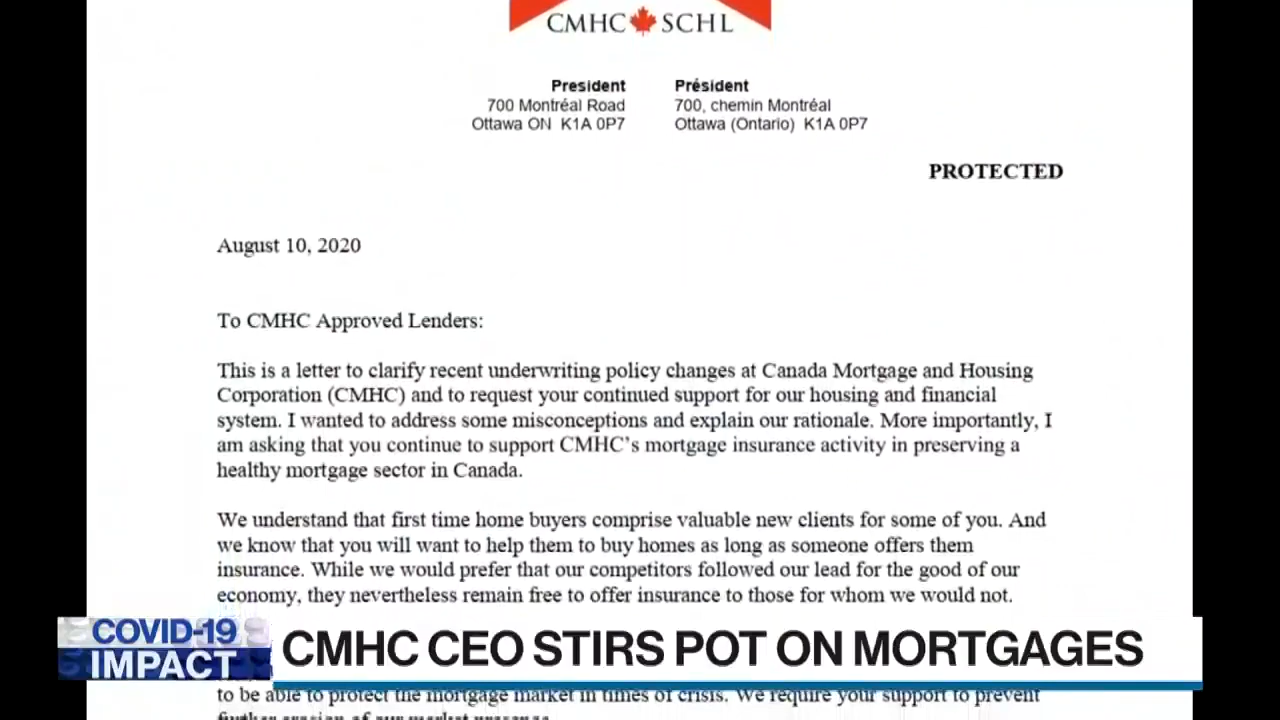 CMHC SCHL
President
700 Montréal Road
Ottawa ON K1A 0P7
Président
700, chemin Montréal
Ottawa (Ontario) K1A 0P7
PROTECTED
August 10, 2020
To CMHC Approved Lenders:
This is a letter to clarify recent underwriting policy changes at Canada Mortgage and Housing
Corporation (CMHC) and to request your continued support for our housing and financial
system. I wanted to address some misconceptions and explain our rationale. More importantly, I
am asking that you continue to support CMHC’s mortgage insurance activity in preserving a
healthy mortgage sector in Canada.
We understand that first time home buyers comprise valuable new clients for some of you. And
we know that you will want to help them to buy homes as long as someone offers them
insurance. While we would prefer that our competitors followed our lead for the good of our
economy, they nevertheless remain free to offer insurance to those for whom we would not.
COVID-19
IMPACT
CMHC CEO STIRS POT ON MORTGAGES
to be able to protect the mortgage market in times of crisis. We require your support to prevent